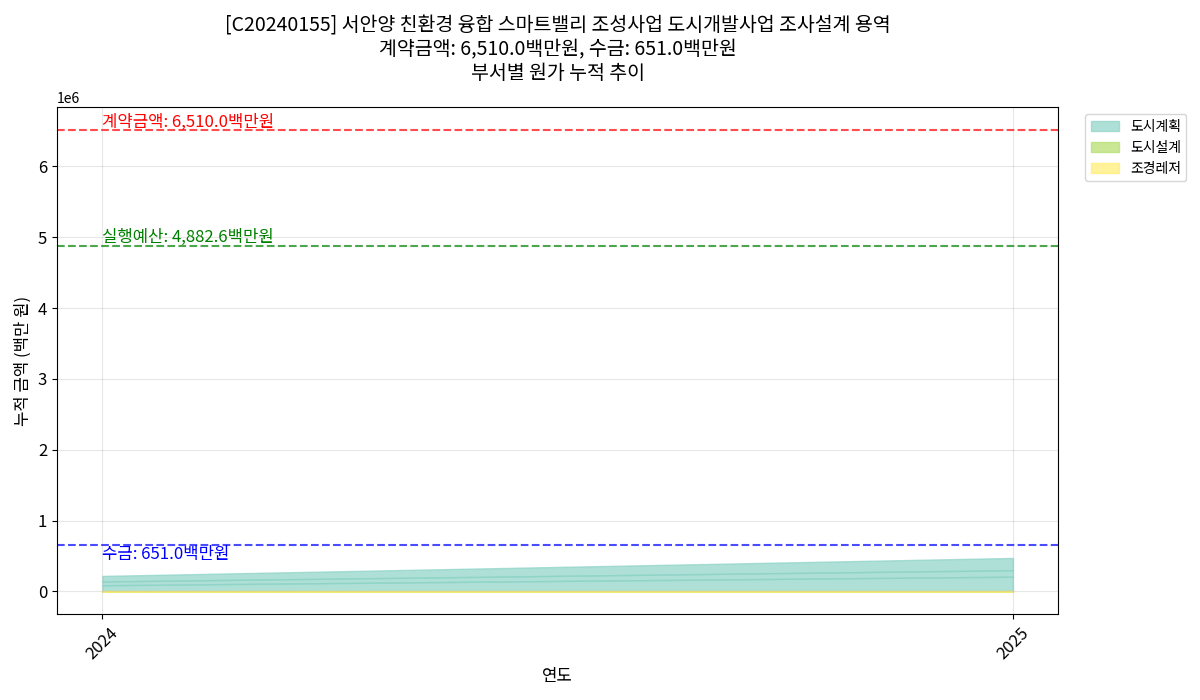 [C20240155] 서안양 친환경 융합 스마트밸리 조성사업 도시개발사업 조사설계 용역
계약금액: 6,510.0백만원, 수금: 651.0백만원
부서별 원가 누적 추이
1e6
계약금액: 6,510.0백만원
실행예산: 4,882.6백만원
수금: 651.0백만원
6
5
4
3
2
1
0
누적 금액 (백만 원)
2024
2025
연도
도시계획
도시설계
조경레저